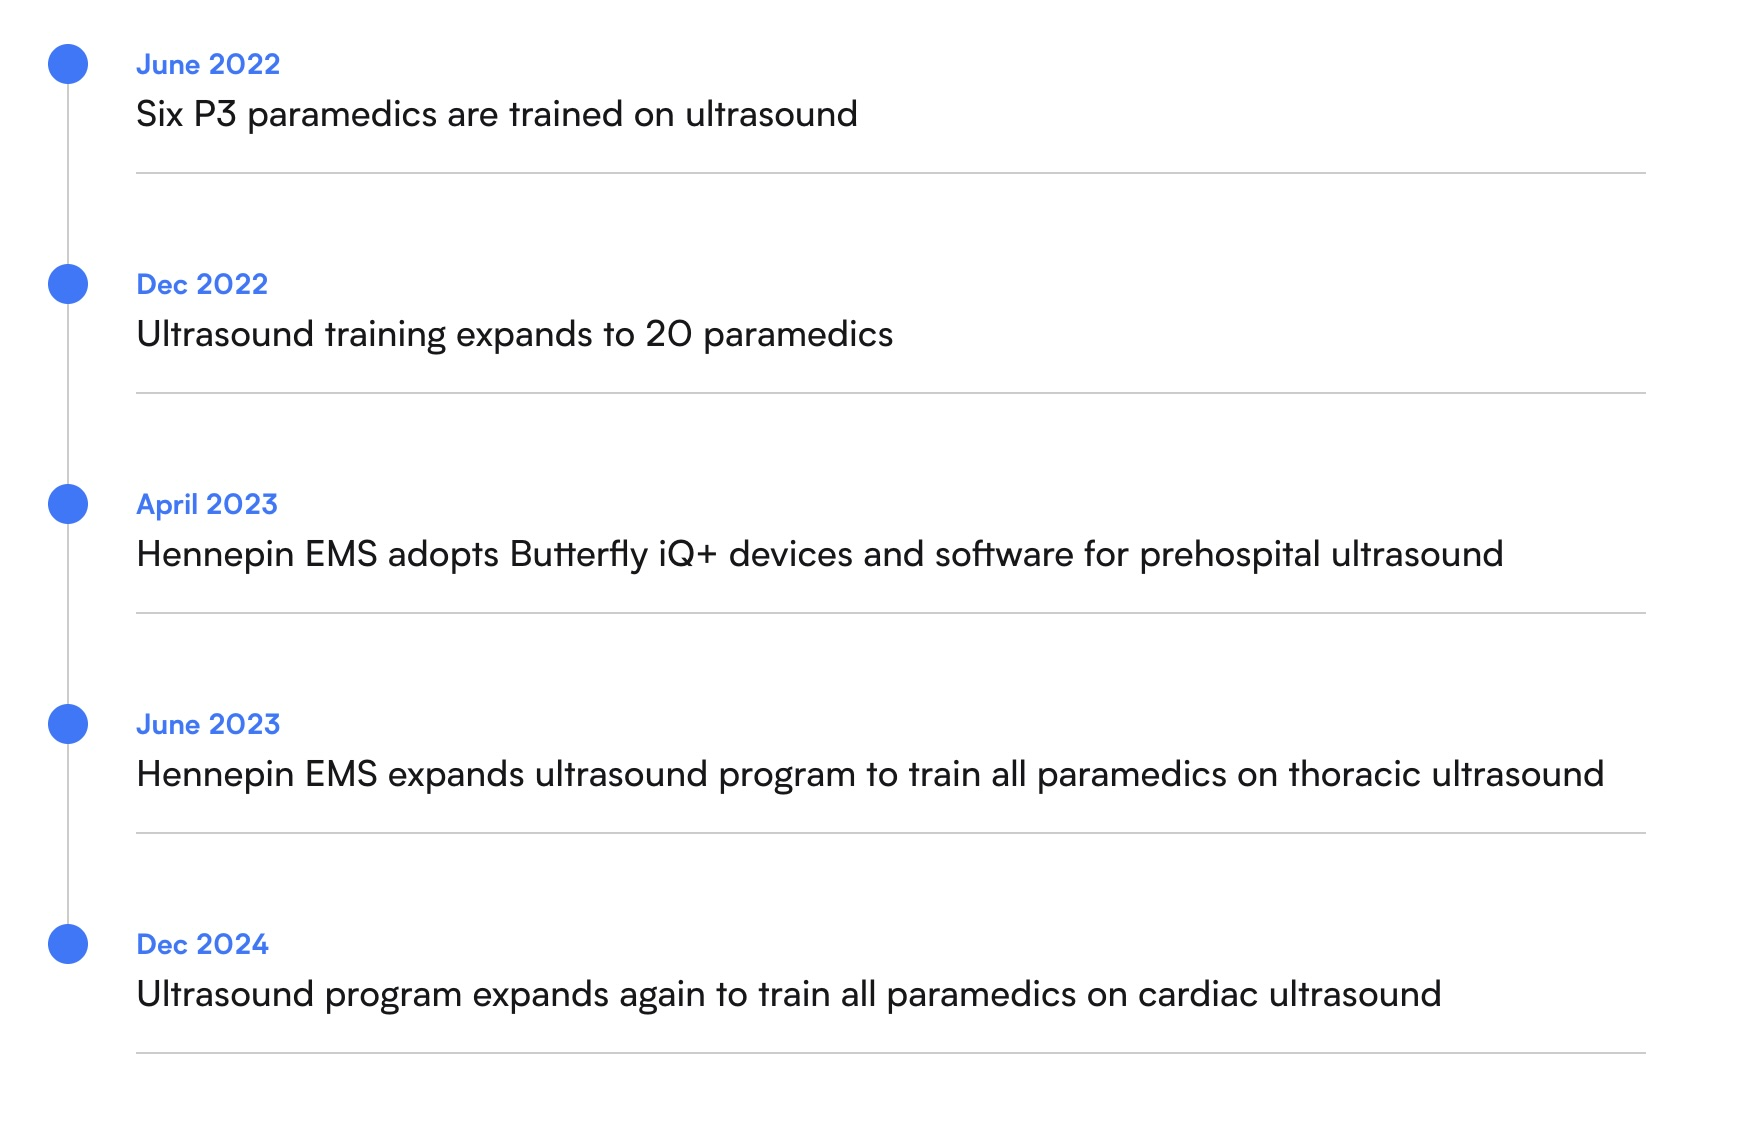 June 2022
Six P3 paramedics are trained on ultrasound
Dec 2022
Ultrasound training expands to 20 paramedics
April 2023
Hennepin EMS adopts Butterfly iQ+ devices and software for prehospital ultrasound
June 2023
Hennepin EMS expands ultrasound program to train all paramedics on thoracic ultrasound
Dec 2024
Ultrasound program expands again to train all paramedics on cardiac ultrasound